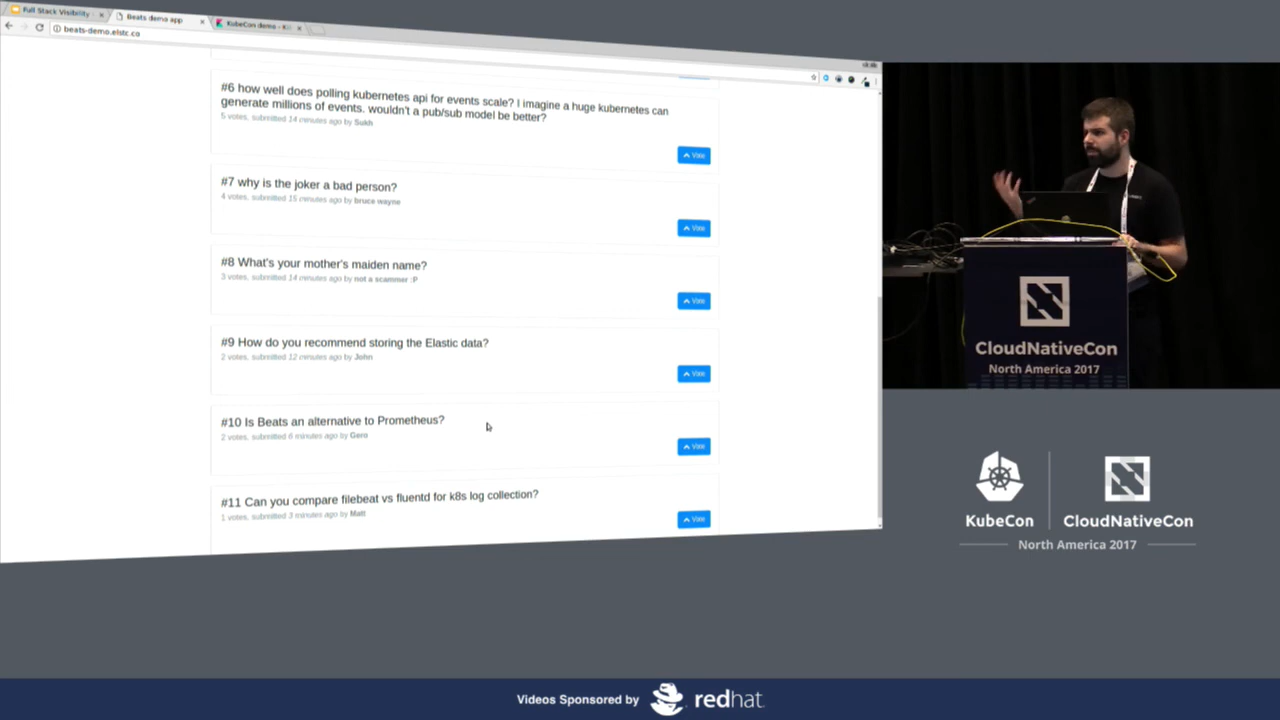 Full Stack Visibility
Beats demo app
KubeCon demo - Ki
beats-demo.elstc.co
#6 how well does polling kubernetes api for events scale? I imagine a huge kubernetes can
generate millions of events. wouldn't a pub/sub model be better?
5 votes, submitted 14 minutes ago by Sukh
Vote
#7 why is the joker a bad person?
4 votes, submitted 15 minutes ago by bruce wayne
Vote
#8 What's your mother's maiden name?
3 votes, submitted 14 minutes ago by not a scammer :P
Vote
#9 How do you recommend storing the Elastic data?
2 votes, submitted 12 minutes ago by John
Vote
#10 Is Beats an alternative to Prometheus?
2 votes, submitted 6 minutes ago by Gero
Vote
#11 Can you compare filebeat vs fluentd for k8s log collection?
1 votes, submitted 3 minutes ago by Matt
Vote
CloudNativeCon
North America 2017
KubeCon
CloudNativeCon
North America 2017
Videos Sponsored by
redhat